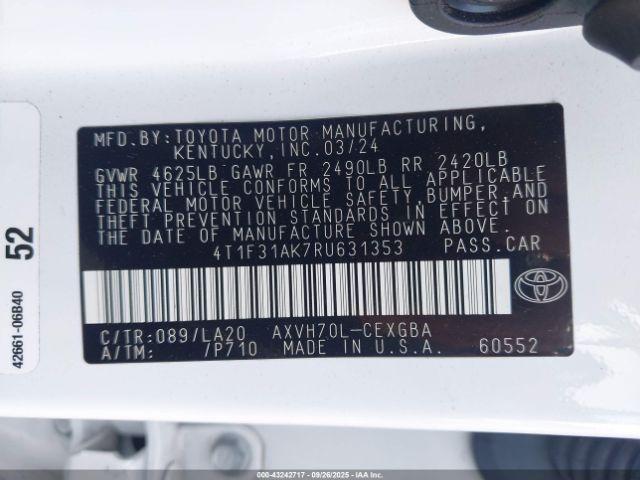 MFD.BY:TOYOTA MOTOR MANUFACTURING,
KENTUCKY,INC.03/24
GVWR 4625LB GAWR FR 2490LB RR 2420LB
THIS VEHICLE CONFORMS TO ALL APPLICABLE
FEDERAL MOTOR VEHICLE SAFETY,BUMPER,AND
THEFT PREVENTION STANDARDS IN EFFECT ON
THE DATE OF MANUFACTURE SHOWN ABOVE.
4T1F31AK7RU631353 PASS.CAR
C/TR:089/LA20 AXVH70L-CEXGBA
A/TM: /P710 MADE IN U.S.A. 60552
52
42661-06B40
000-43242717 09/26/2025 IAAI.COM